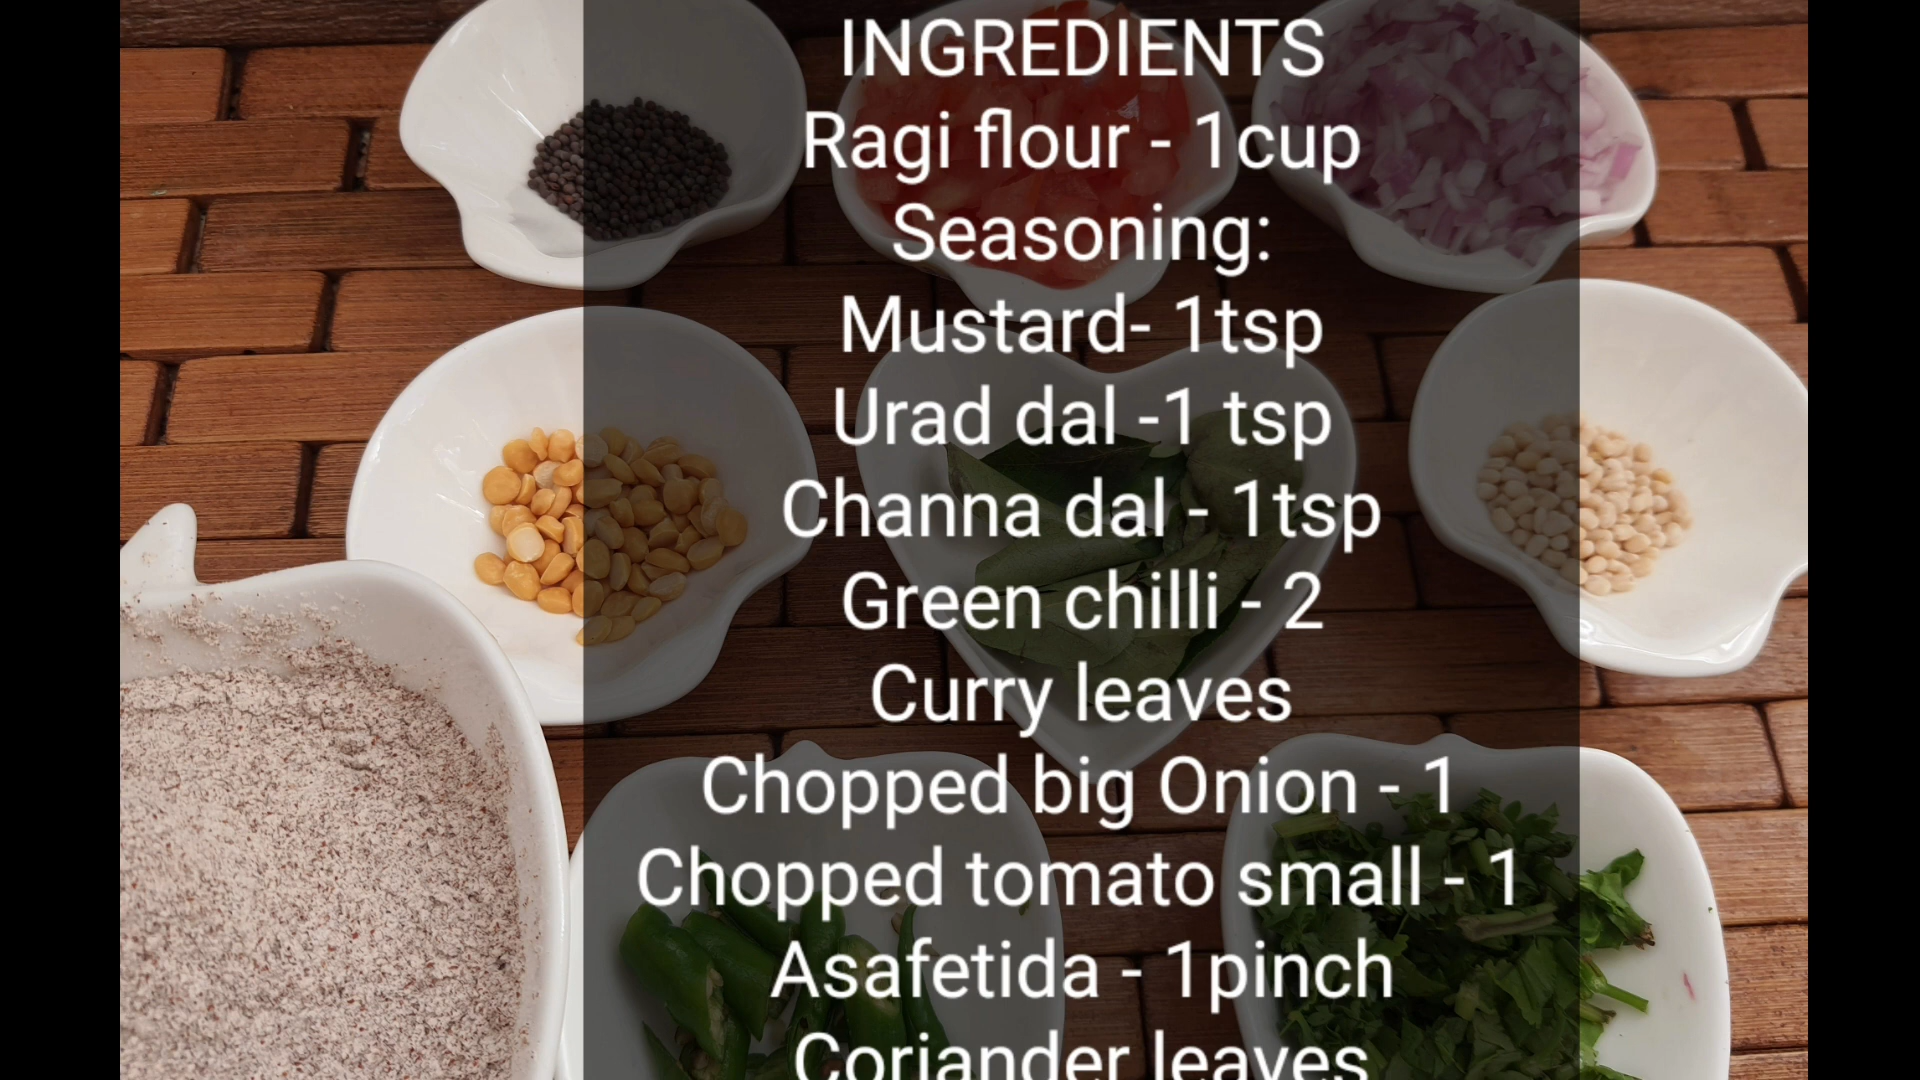 INGREDIENTS
Ragi flour - 1cup
Seasoning:
Mustard- 1tsp
Urad dal -1 tsp
Channa dal - 1tsp
Green chilli - 2
Curry leaves
Chopped big Onion - 1
Chopped tomato small - 1
Asafetida - 1pinch
Coriander leaves